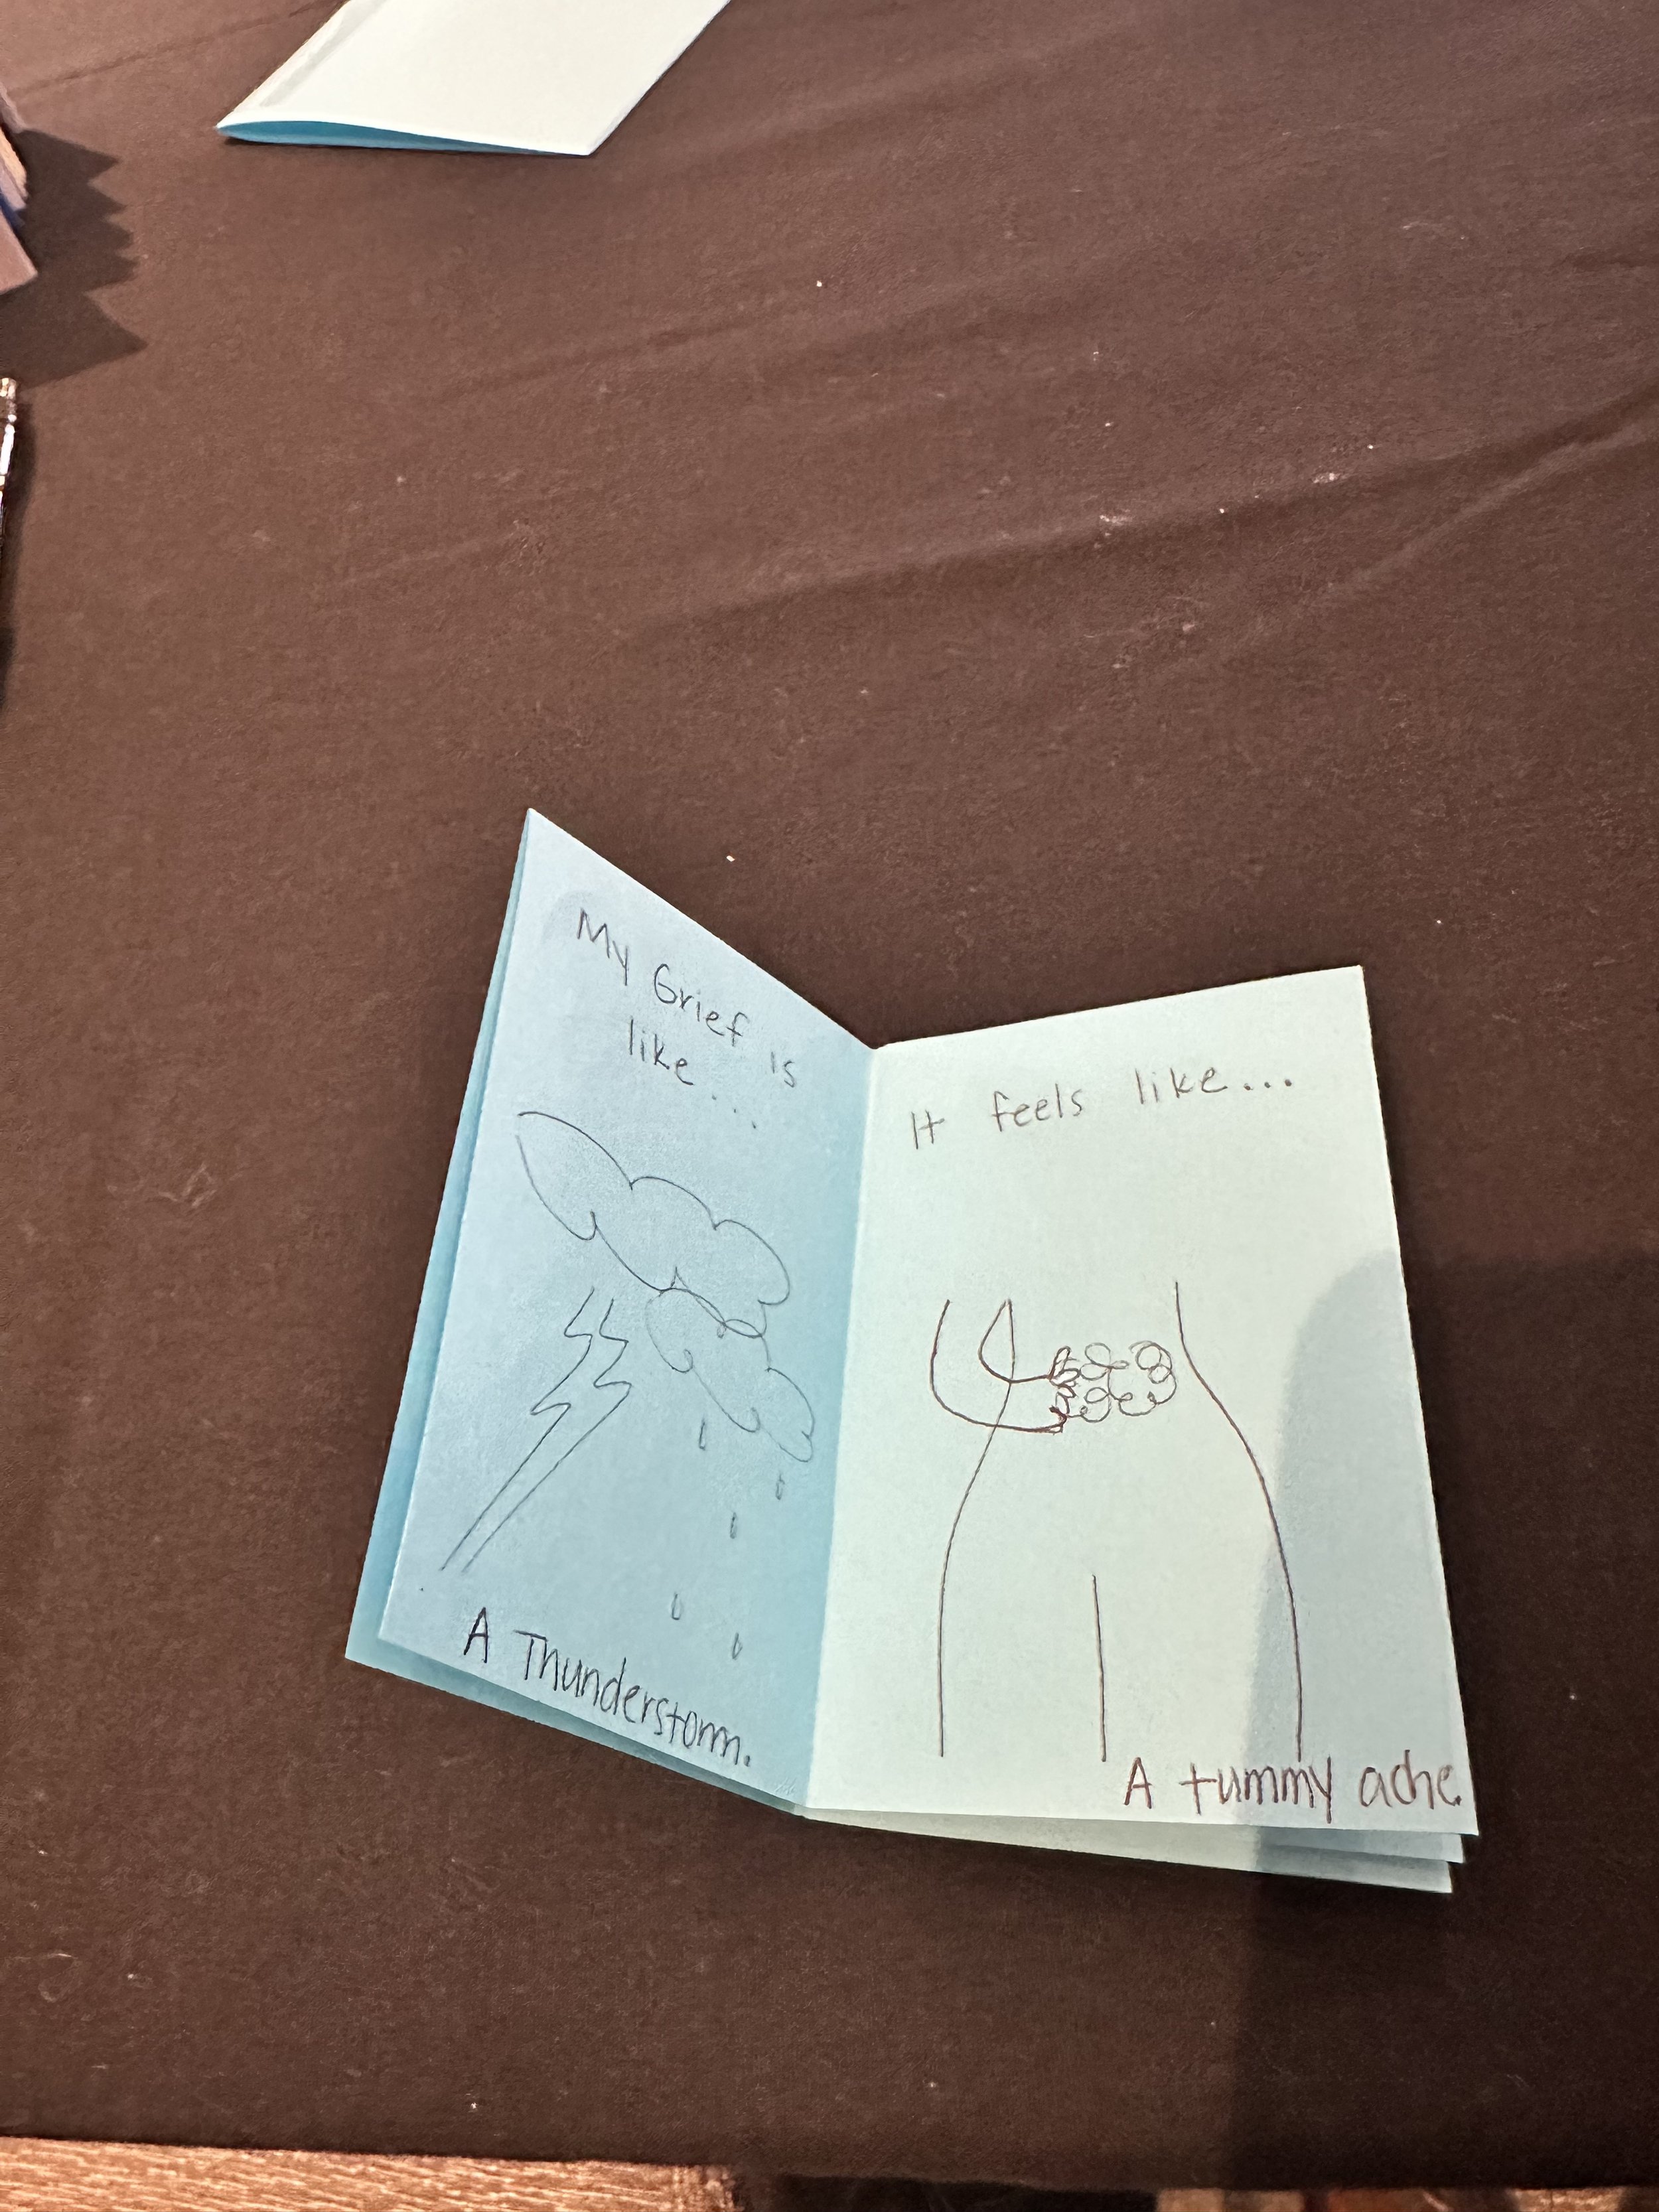 My Grief is
like...
A Thunderstorm.
It feels like...
A tummy ache.